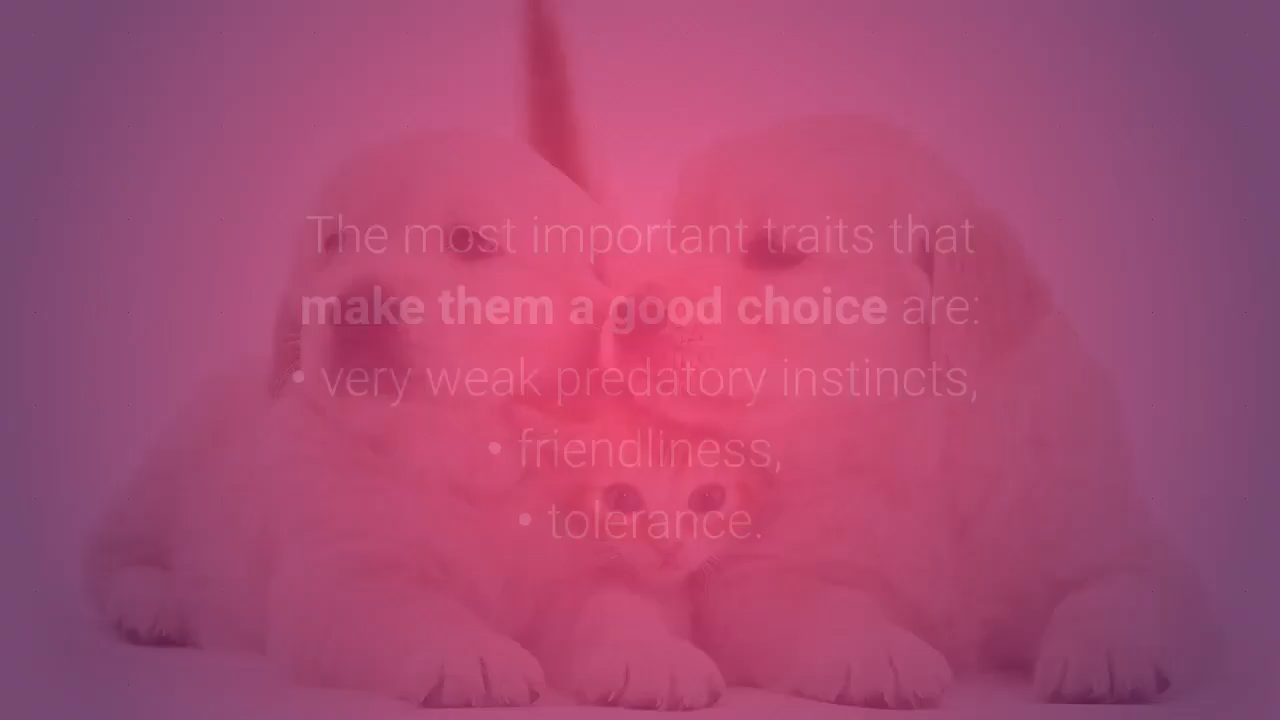 The most important traits that
make them a good choice are:
• very weak predatory instincts,
• friendliness,
• tolerance.